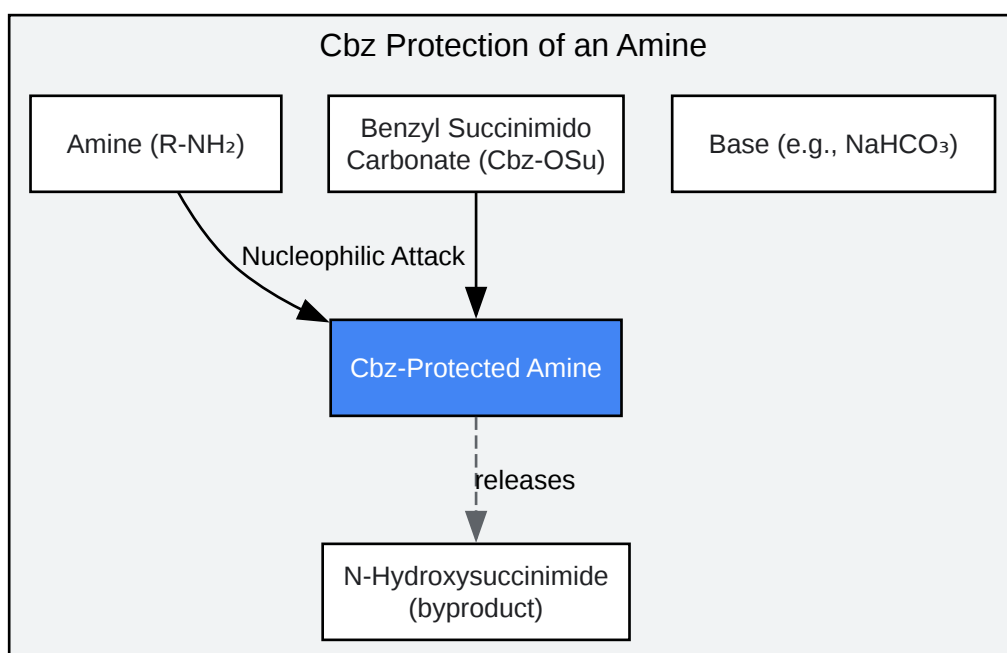 Cbz Protection of an Amine
Amine (R-NH₂)
Benzyl Succinimido
Carbonate (Cbz-OSu)
Base (e.g., NaHCO₃)
Nucleophilic Attack
Cbz-Protected Amine
releases
N-Hydroxysuccinimide
(byproduct)